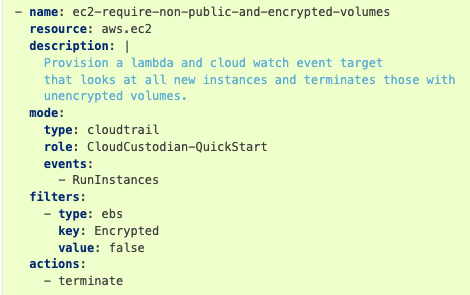 - name: ec2-require-non-public-and-encrypted-volumes
resource: aws.ec2
description: |
Provision a lambda and cloud watch event target
that looks at all new instances and terminates those with
unencrypted volumes.
mode:
type: cloudtrail
role: CloudCustodian-QuickStart
events:
- RunInstances
filters:
- type: ebs
key: Encrypted
value: false
actions:
- terminate